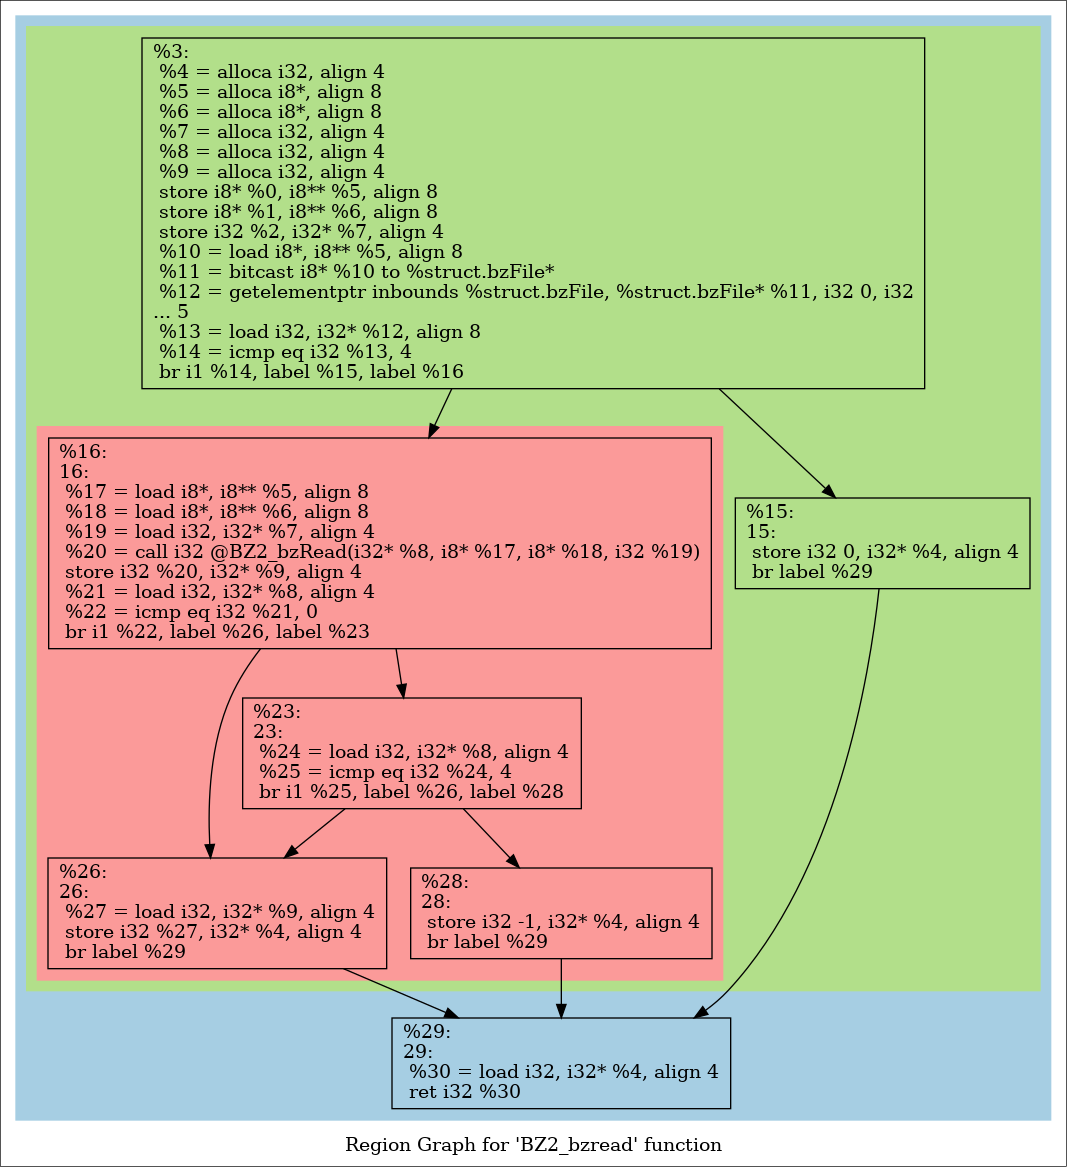 %3:
%4 = alloca i32, align 4
%5 = alloca i8*, align 8
%6 = alloca i8*, align 8
%7 = alloca i32, align 4
%8 = alloca i32, align 4
%9 = alloca i32, align 4
store i8* %0, i8** %5, align 8
store i8* %1, i8** %6, align 8
store i32 %2, i32* %7, align 4
%10 = load i8*, i8** %5, align 8
%11 = bitcast i8* %10 to %struct.bzFile*
%12 = getelementptr inbounds %struct.bzFile, %struct.bzFile* %11, i32 0, i32
... 5
%13 = load i32, i32* %12, align 8
%14 = icmp eq i32 %13, 4
br i1 %14, label %15, label %16
%16:
16:
%17 = load i8*, i8** %5, align 8
%18 = load i8*, i8** %6, align 8
%19 = load i32, i32* %7, align 4
%20 = call i32 @BZ2_bzRead(i32* %8, i8* %17, i8* %18, i32 %19)
store i32 %20, i32* %9, align 4
%21 = load i32, i32* %8, align 4
%22 = icmp eq i32 %21, 0
br i1 %22, label %26, label %23
%15:
15:
store i32 0, i32* %4, align 4
br label %29
%23:
23:
%24 = load i32, i32* %8, align 4
%25 = icmp eq i32 %24, 4
br i1 %25, label %26, label %28
%26:
26:
%27 = load i32, i32* %9, align 4
store i32 %27, i32* %4, align 4
br label %29
%28:
28:
store i32 -1, i32* %4, align 4
br label %29
%29:
29:
%30 = load i32, i32* %4, align 4
ret i32 %30
Region Graph for 'BZ2_bzread' function